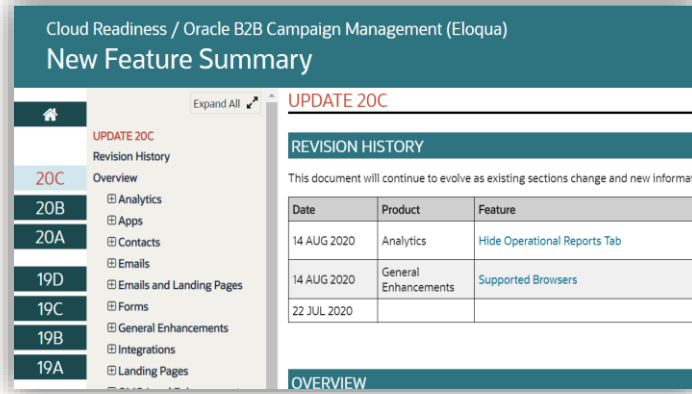 Cloud Readiness / Oracle B2B Campaign Management (Eloqua)
New Feature Summary
20C
20B
20A
19D
19C
19B
19A
Expand All
UPDATE 20C
Revision History
Overview
Analytics
Apps
Contacts
Emails
Emails and Landing Pages
Forms
General Enhancements
Integrations
Landing Pages
UPDATE 20C
REVISION HISTORY
This document will continue to evolve as existing sections change and new
Date Product Feature
14 AUG 2020 Analytics Hide Operational Reports Tab
14 AUG 2020 General Enhancements Supported Browsers
22 JUL 2020
OVERVIEW